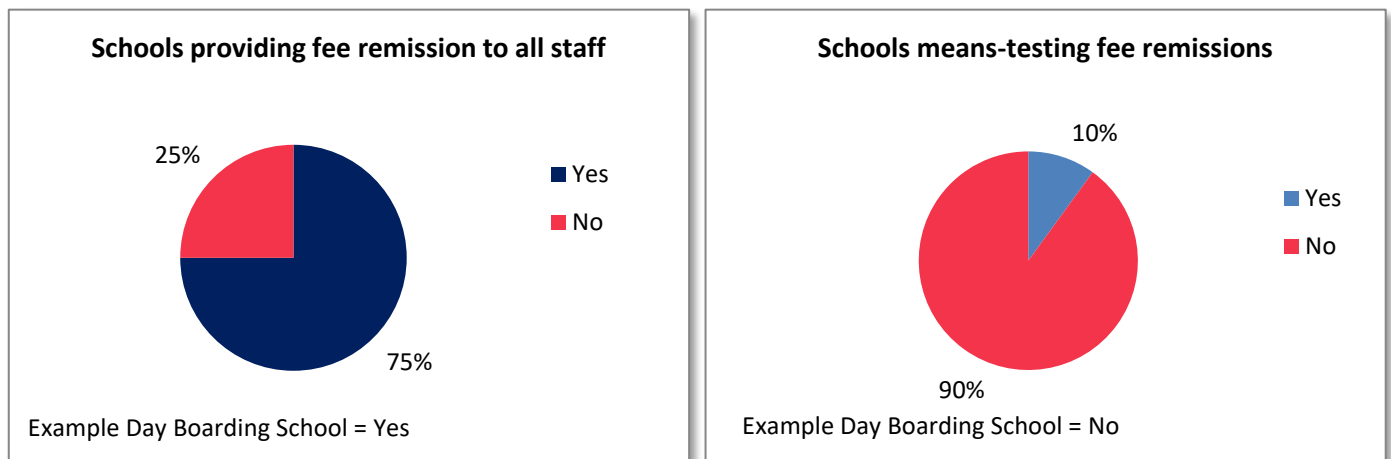 Schools providing fee remission to all staff
25%
Yes
No
75%
Example Day Boarding School = Yes
Schools means-testing fee remissions
10%
Yes
No
90%
Example Day Boarding School = No